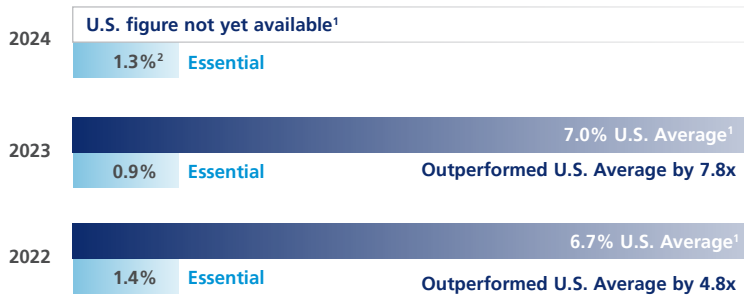 U.S. figure not yet available¹
2024
1.3%² Essential
7.0% U.S. Average¹
2023
0.9% Essential Outperformed U.S. Average by 7.8x
6.7% U.S. Average¹
2022
1.4% Essential Outperformed U.S. Average by 4.8x